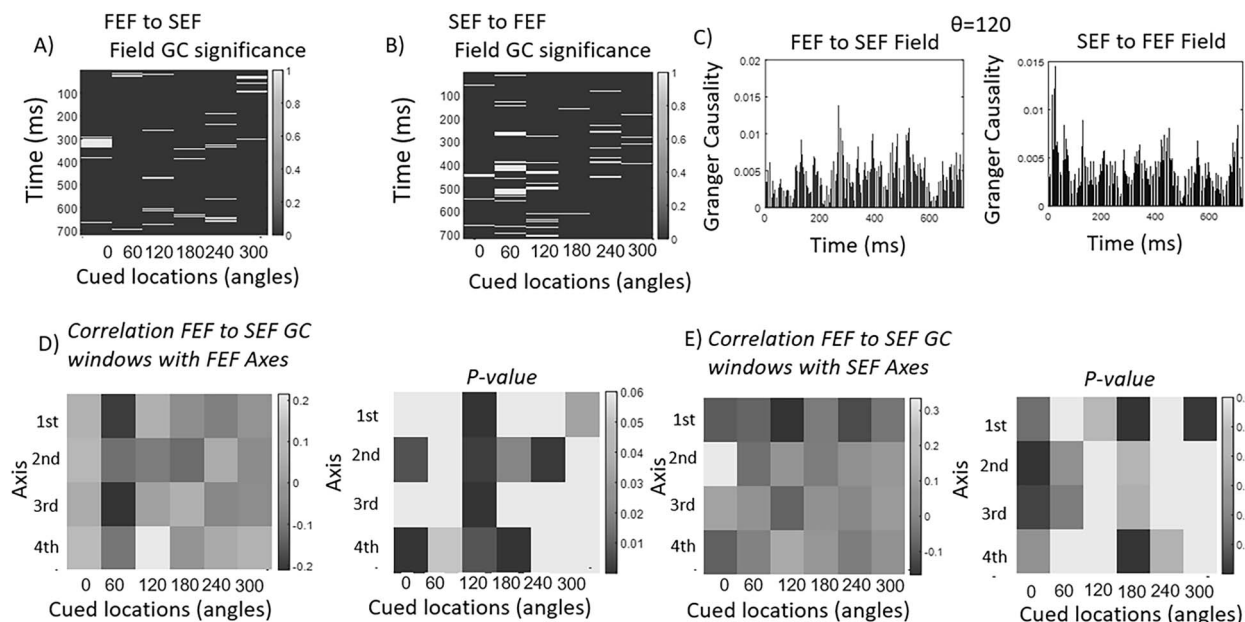 A)
FEF to SEF
Field GC significance
Time (ms)
100
200
300
400
500
600
700
0 60 120 180 240 300
Cued locations (angles)
1
0.8
0.6
0.4
0.2
0
B)
SEF to FEF
Field GC significance
Time (ms)
100
200
300
400
500
600
700
0 60 120 180 240 300
Cued locations (angles)
1
0.8
0.6
0.4
0.2
0
C)
θ=120
FEF to SEF Field
Granger Causality
0.02
0.015
0.01
0.005
0
0 200 400 600
Time (ms)
SEF to FEF Field
Granger Causality
0.015
0.01
0.005
0
0 200 400 600
Time (ms)
D)
Correlation FEF to SEF GC
windows with FEF Axes
Axis
1st
2nd
3rd
4th
0 60 120 180 240 300
Cued locations (angles)
0.2
0.1
0
-0.1
-0.2
P-value
Axis
1st
2nd
3rd
4th
0 60 120 180 240 300
Cued locations (angles)
0.06
0.05
0.04
0.03
0.02
0.01
E)
Correlation FEF to SEF GC
windows with SEF Axes
Axis
1st
2nd
3rd
4th
0 60 120 180 240 300
Cued locations (angles)
0.3
0.2
0.1
0
-0.1
P-value
Axis
1st
2nd
3rd
4th
0 60 120 180 240 300
Cued locations (angles)
0.
0.
0.
0.
0.
0.